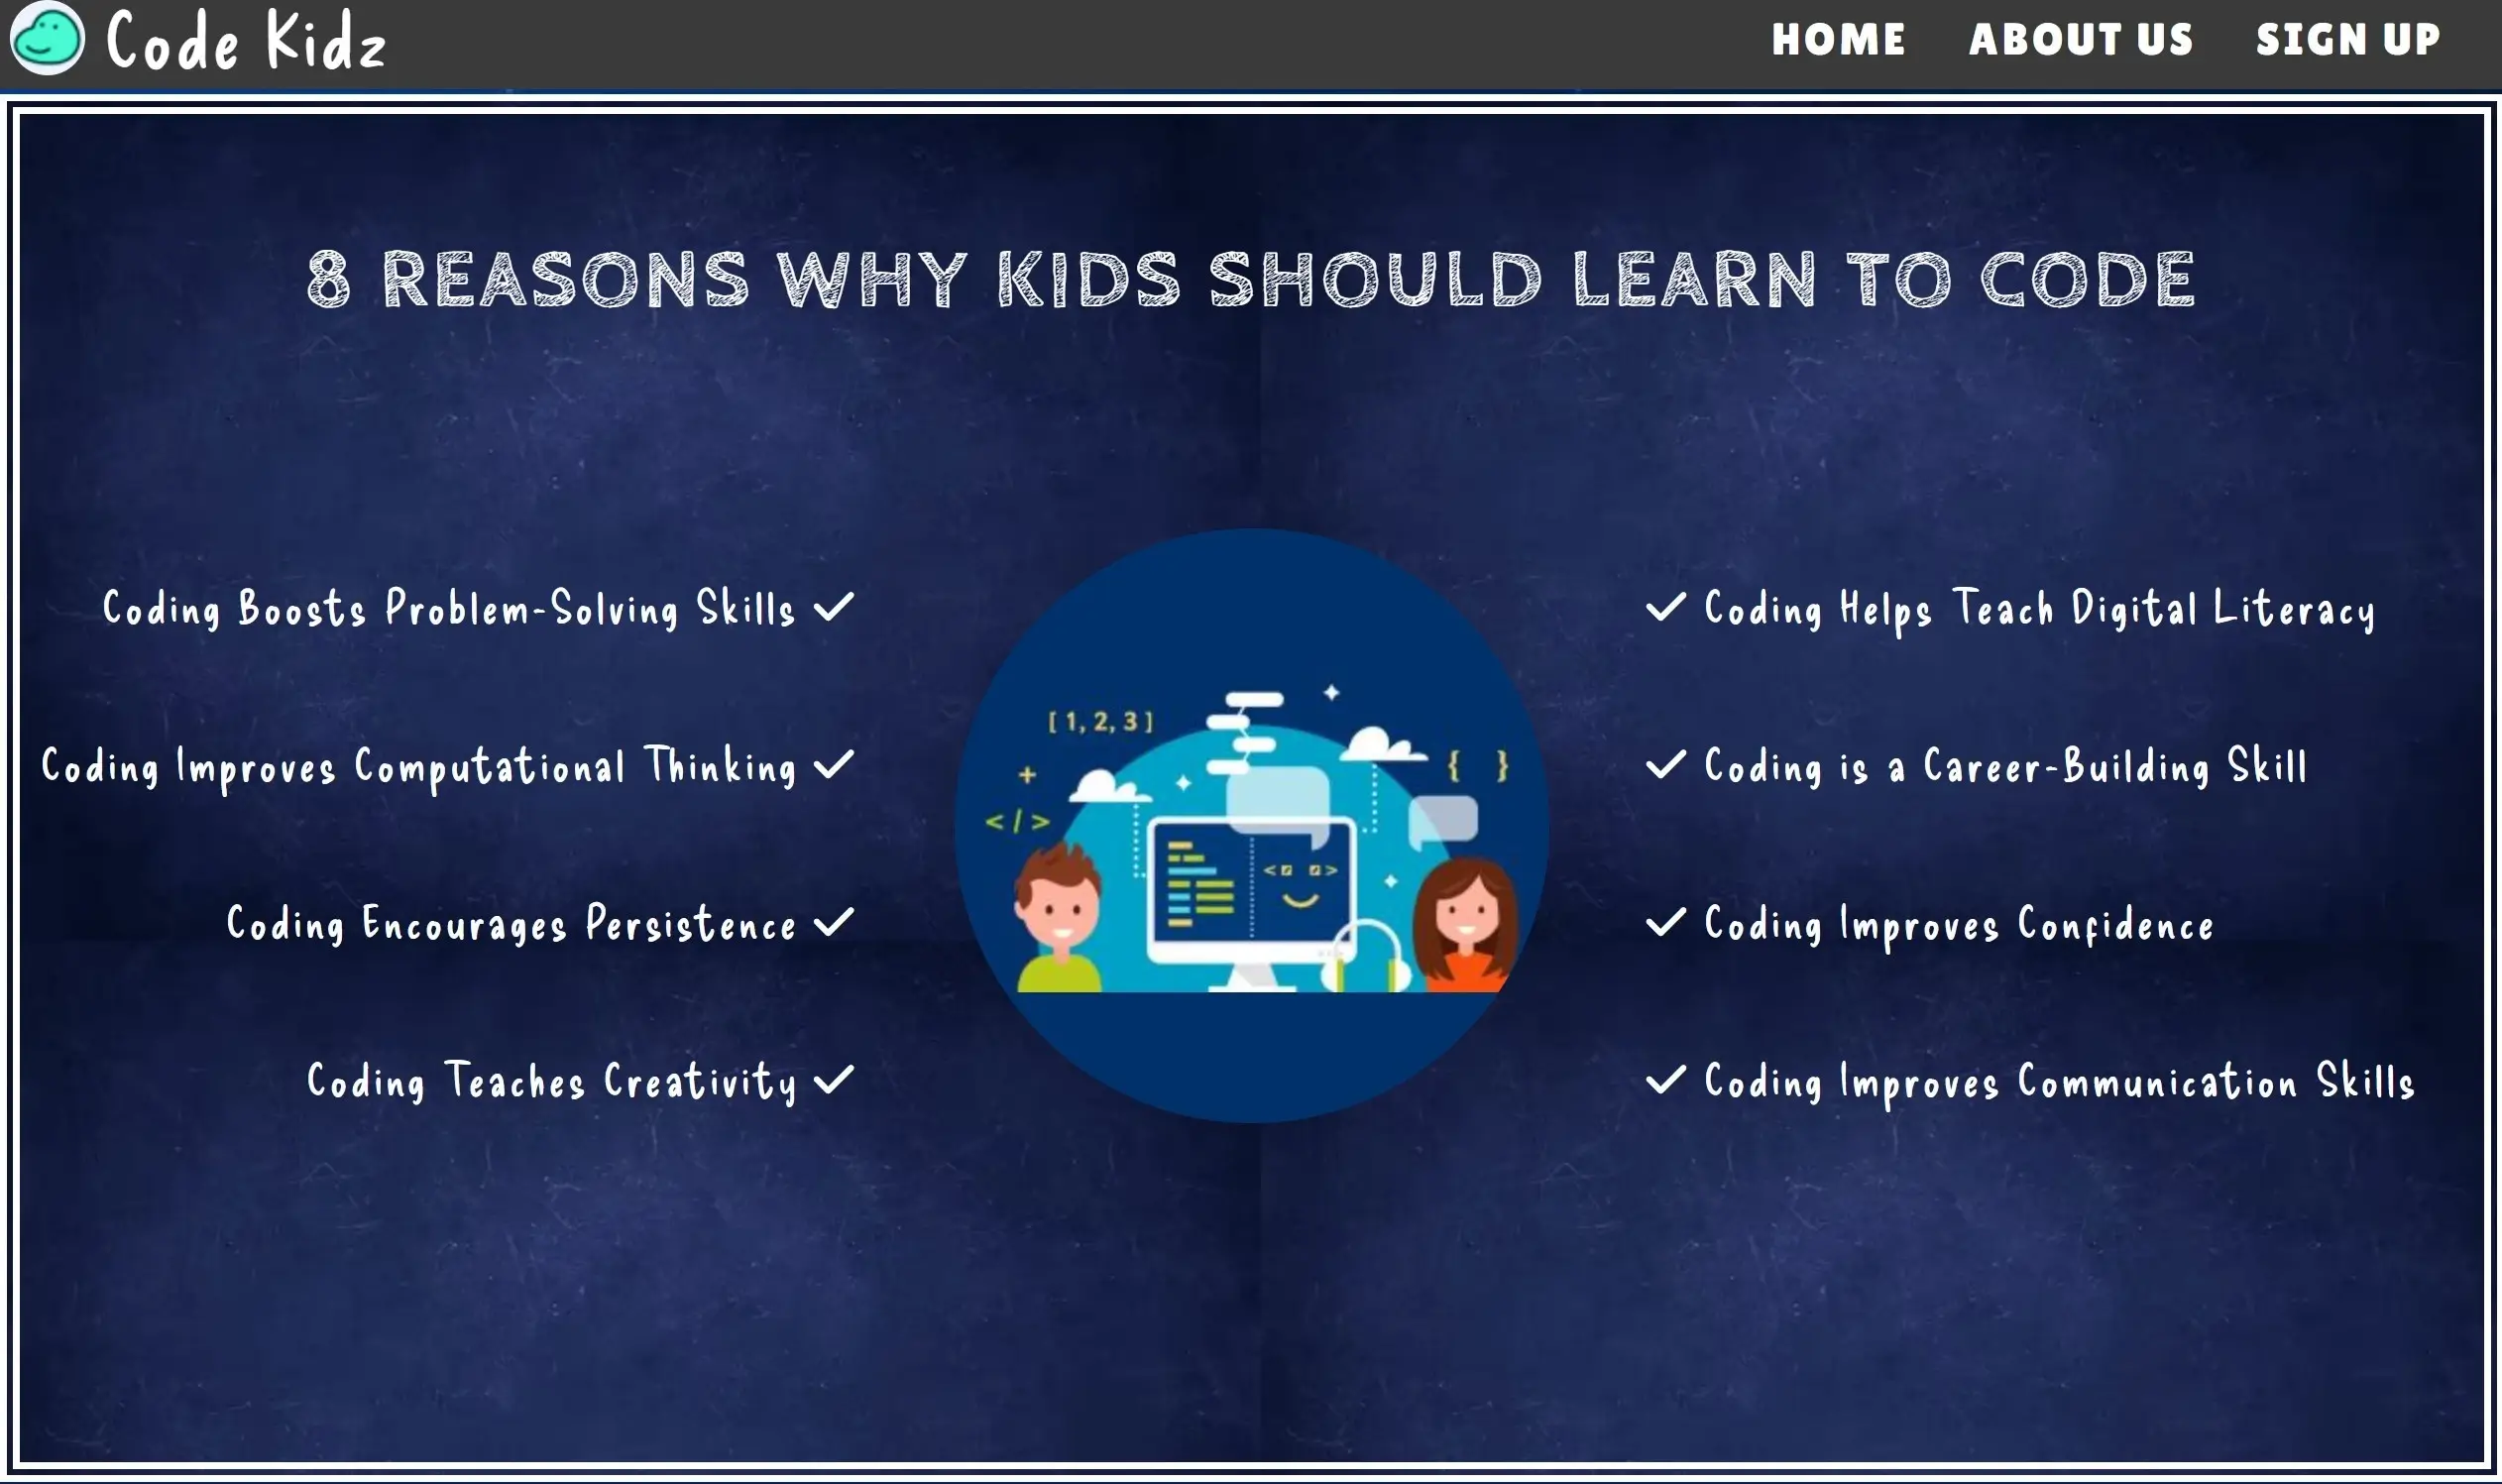 Code Kidz
HOME ABOUT US SIGN UP
8 REASONS WHY KIDS SHOULD LEARN TO CODE
Coding Boosts Problem-Solving Skills ✓
Coding Improves Computational Thinking ✓
Coding Encourages Persistence ✓
Coding Teaches Creativity ✓
[ 1, 2, 3 ]
{ }
+
< / >
✓ Coding Helps Teach Digital Literacy
✓ Coding is a Career-Building Skill
✓ Coding Improves Confidence
✓ Coding Improves Communication Skills